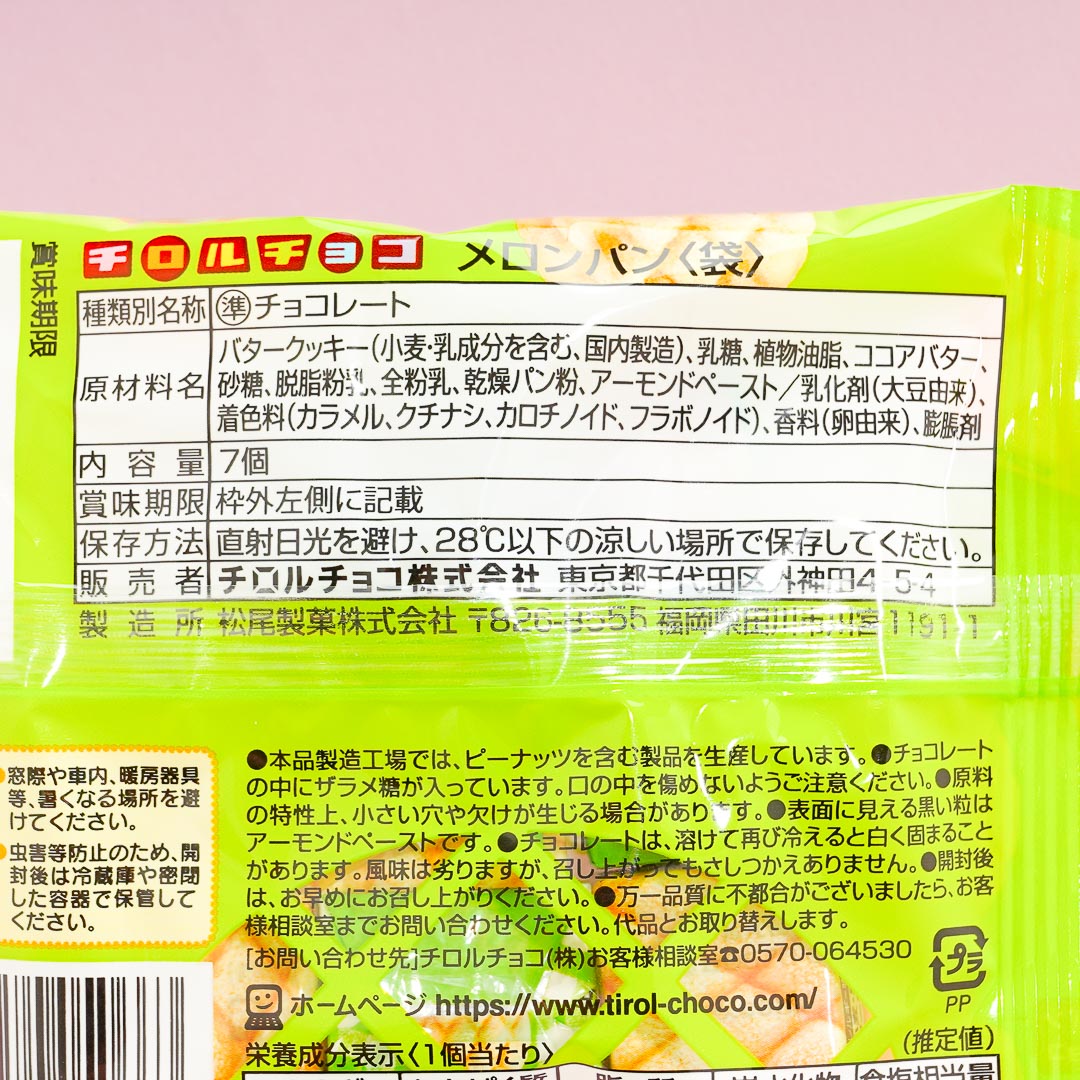 賞味期限
チロルチョコ メロンパン〈袋〉
種類別名称 ㊟チョコレート
原材料名 バタークッキー(小麦・乳成分を含む、国内製造)、乳糖、植物油脂、ココアバター、
砂糖、脱脂粉乳、全粉乳、乾燥パン粉、アーモンドペースト／乳化剤(大豆由来)、
着色料(カラメル、クチナシ、カロチノイド、フラボノイド)、香料(卵由来)、膨脹剤
内容量 7個
賞味期限 枠外左側に記載
保存方法 直射日光を避け、28℃以下の涼しい場所で保存してください。
販売者 チロルチョコ株式会社 東京都千代田区外神田4-5-4
製造所 松尾製菓株式会社 〒826-8555 福岡県田川市川宮1191-1
窓際や車内、暖房器具
等、暑くなる場所を避
けてください。
虫害等防止のため、開
封後は冷蔵庫や密閉
した容器で保管して
ください。
●本品製造工場では、ピーナッツを含む製品を生産しています。●チョコレート
の中にザラメ糖が入っています。口の中を傷めないようご注意ください。●原料
の特性上、小さい穴や欠けが生じる場合があります。●表面に見える黒い粒は
アーモンドペーストです。●チョコレートは、溶けて再び冷えると白く固まること
があります。風味は劣りますが、召し上がってもさしつかえありません。●開封後
は、お早めにお召し上がりください。●万一品質に不都合がございましたら、お客
様相談室までお問い合わせください。代品とお取り替えします。
[お問い合わせ先]チロルチョコ(株)お客様相談室☎0570-064530
ホームページ https://www.tirol-choco.com/
プラ
PP
栄養成分表示〈1個当たり〉 (推定値)